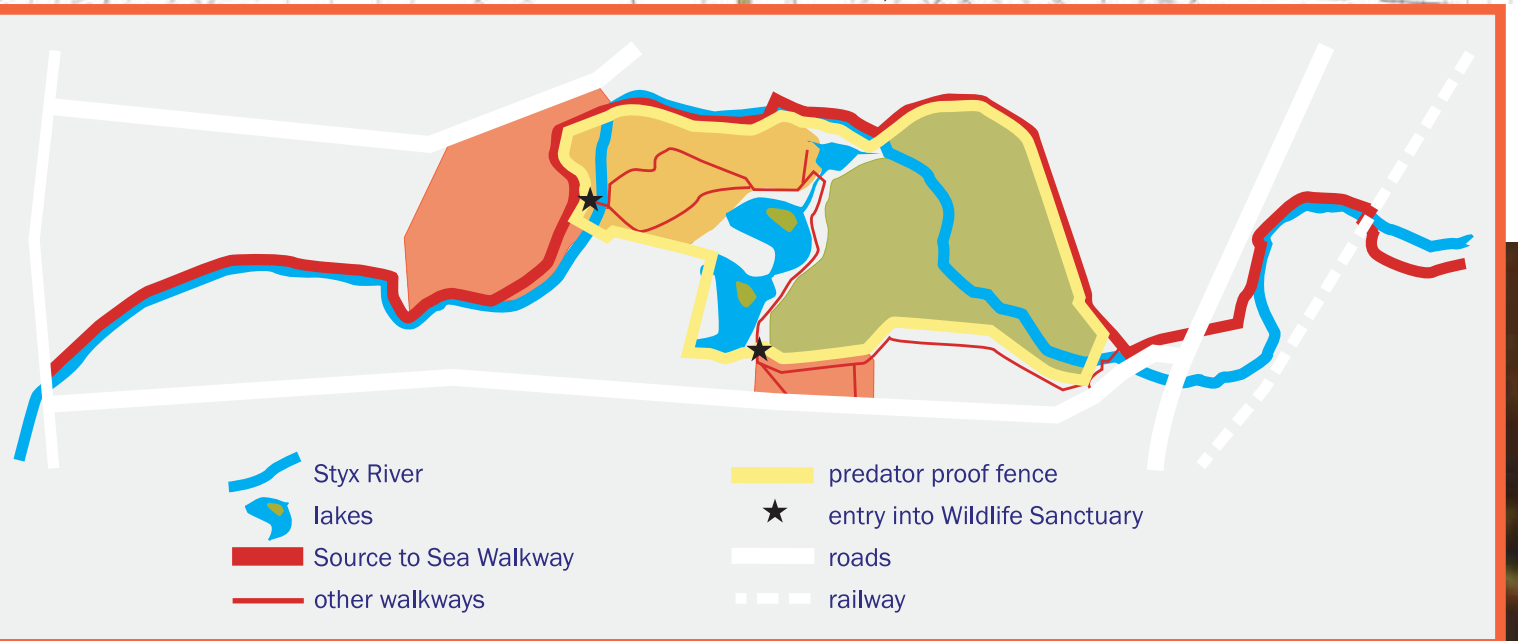 Styx River
lakes
Source to Sea Walkway
other walkways
predator proof fence
entry into Wildlife Sanctuary
roads
railway